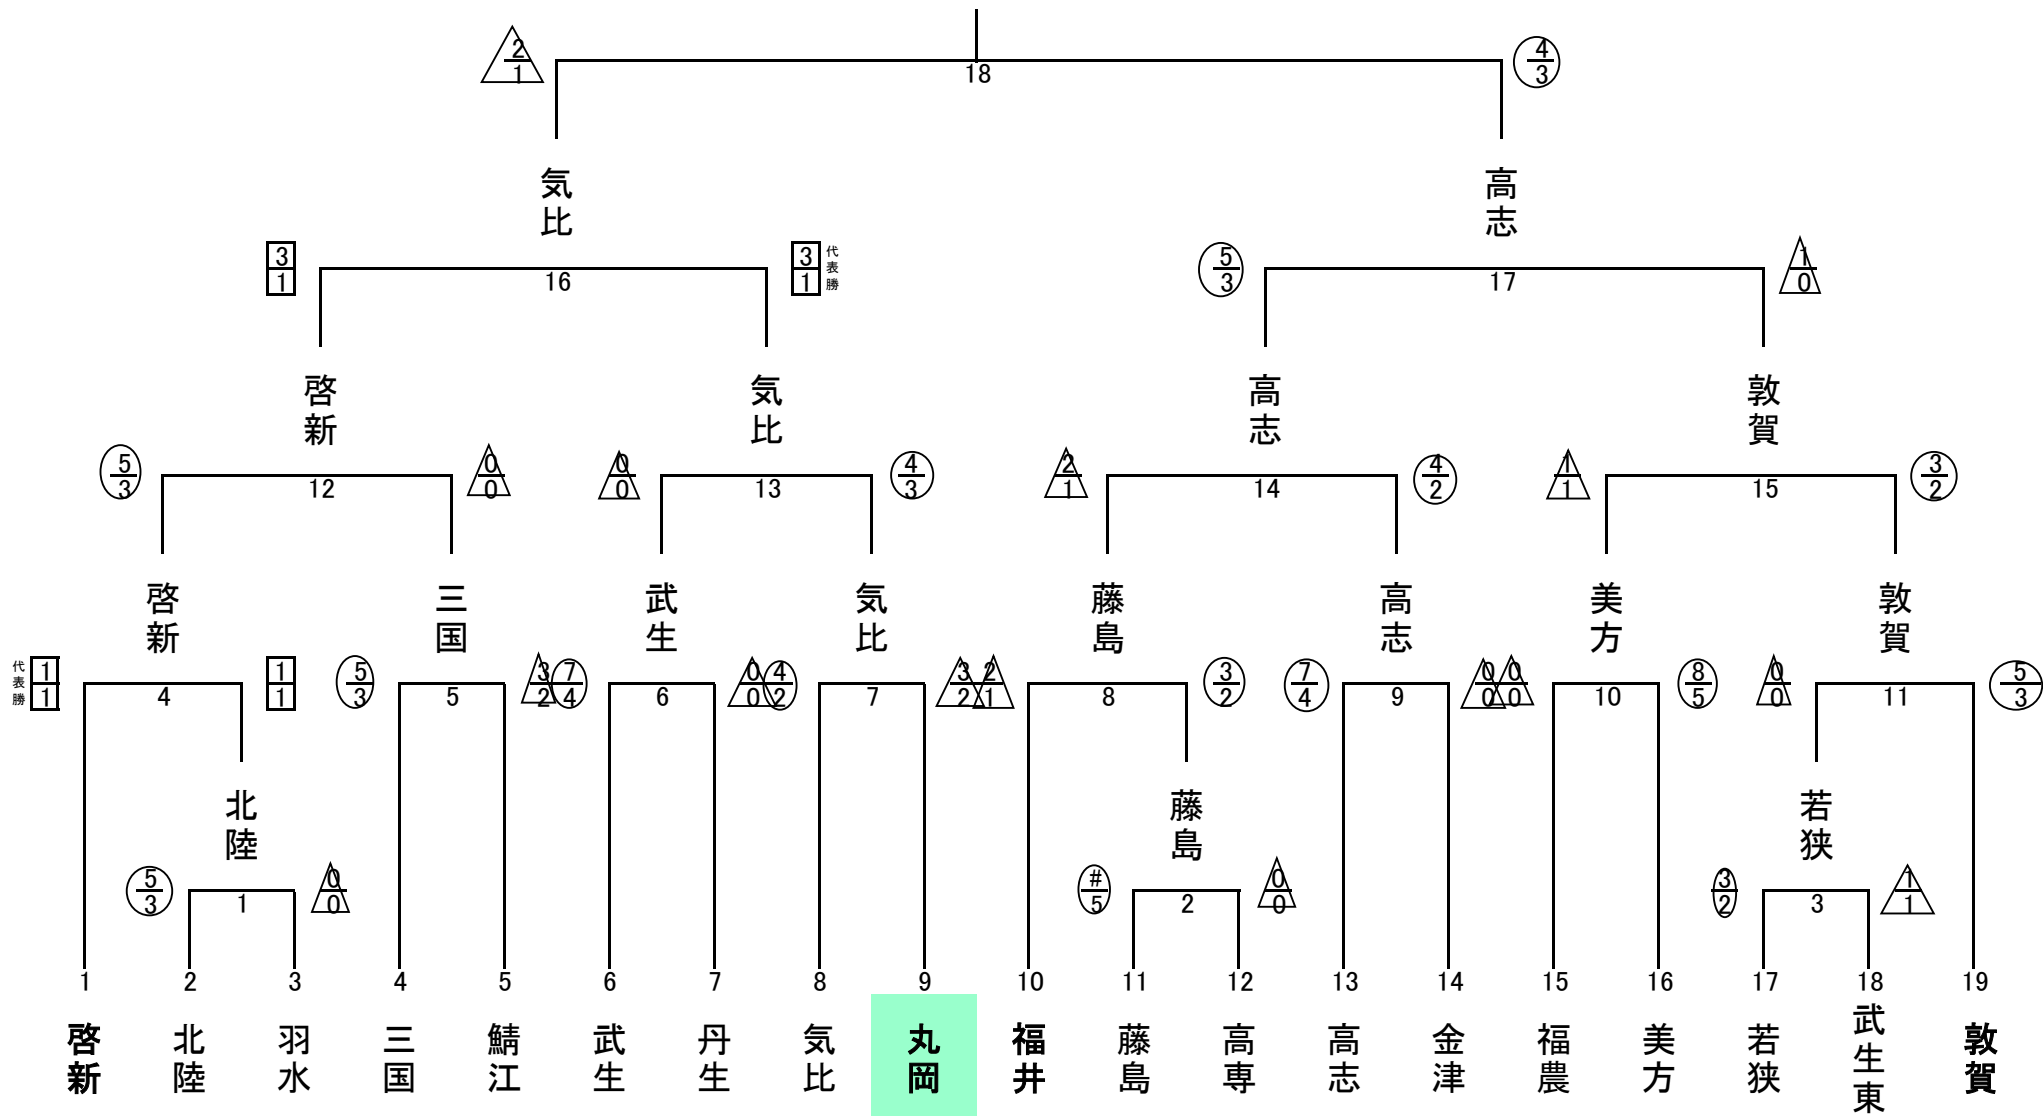 2 4
1 18 3
気比 高志
3 3 代表勝 5 1
1 16 1 3 17 0
啓新 気比 高志 敦賀
5 0 0 4 2 4 1 3
3 12 0 0 13 3 1 14 2 1 15 2
啓新 三国 武生 気比 藤島 高志 美方 敦賀
代表勝 1 1 5 3 7 0 4 3 2 3 7 0 0 8 0 5
1 4 1 3 5 2 4 6 0 2 7 2 1 8 2 4 9 0 0 10 5 0 11 3
北陸 藤島 若狭
5 0 # 0 3 1
3 1 0 5 2 0 2 3 1
1 2 3 4 5 6 7 8 9 10 11 12 13 14 15 16 17 18 19
啓新 北陸 羽水 三国 鯖江 武生 丹生 気比 丸岡 福井 藤島 高専 高志 金津 福農 美方 若狭 武生東 敦賀